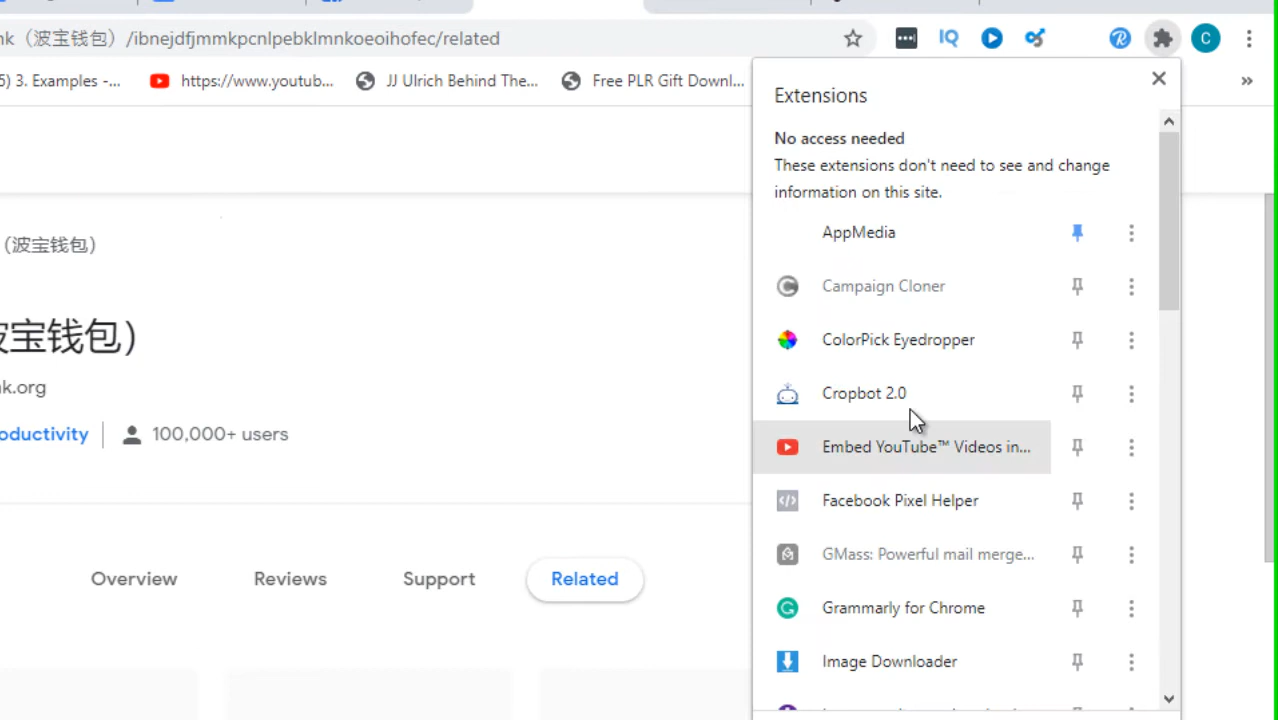 nk（波宝钱包）/ibnejdfjmmkpcnlpebklmnkoeoihofec/related
IQ
R
C
5) 3. Examples -...
https://www.youtub...
JJ Ulrich Behind The...
Free PLR Gift Downl...
»
Extensions
No access needed
These extensions don't need to see and change
information on this site.
AppMedia
Campaign Cloner
ColorPick Eyedropper
Cropbot 2.0
Embed YouTube™ Videos in...
Facebook Pixel Helper
GMass: Powerful mail merge...
Grammarly for Chrome
Image Downloader
（波宝钱包）
波宝钱包）
nk.org
oductivity
100,000+ users
Overview
Reviews
Support
Related